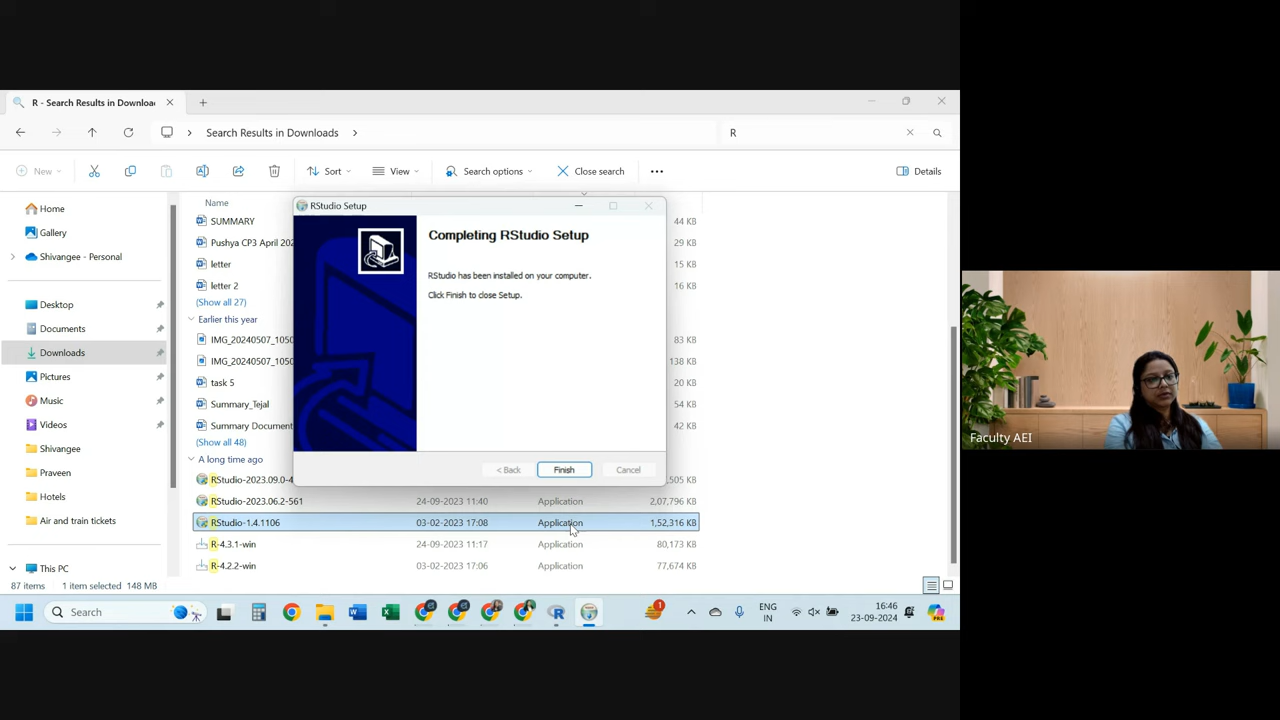 R - Search Results in Downloa
Search Results in Downloads
R
New
Sort
View
Search options
Close search
Details
Home
Gallery
Shivangee - Personal
Desktop
Documents
Downloads
Pictures
Music
Videos
Shivangee
Praveen
Hotels
Air and train tickets
This PC
Name
SUMMARY 44 KB
Pushya CP3 April 202 29 KB
letter 15 KB
letter 2 16 KB
(Show all 27)
Earlier this year
IMG_20240507_1050 83 KB
IMG_20240507_1050 138 KB
task 5 20 KB
Summary_Tejal 54 KB
Summary Document 42 KB
(Show all 48)
A long time ago
RStudio-2023.09.0-4 ,505 KB
RStudio-2023.06.2-561 24-09-2023 11:40 Application 2,07,796 KB
RStudio-1.4.1106 03-02-2023 17:08 Application 1,52,316 KB
R-4.3.1-win 24-09-2023 11:17 Application 80,173 KB
R-4.2.2-win 03-02-2023 17:06 Application 77,674 KB
RStudio Setup
Completing RStudio Setup
RStudio has been installed on your computer.
Click Finish to close Setup.
< Back
Finish
Cancel
87 items 1 item selected 148 MB
Search
1
ENG
IN
16:46
23-09-2024
PRE
Faculty AEI